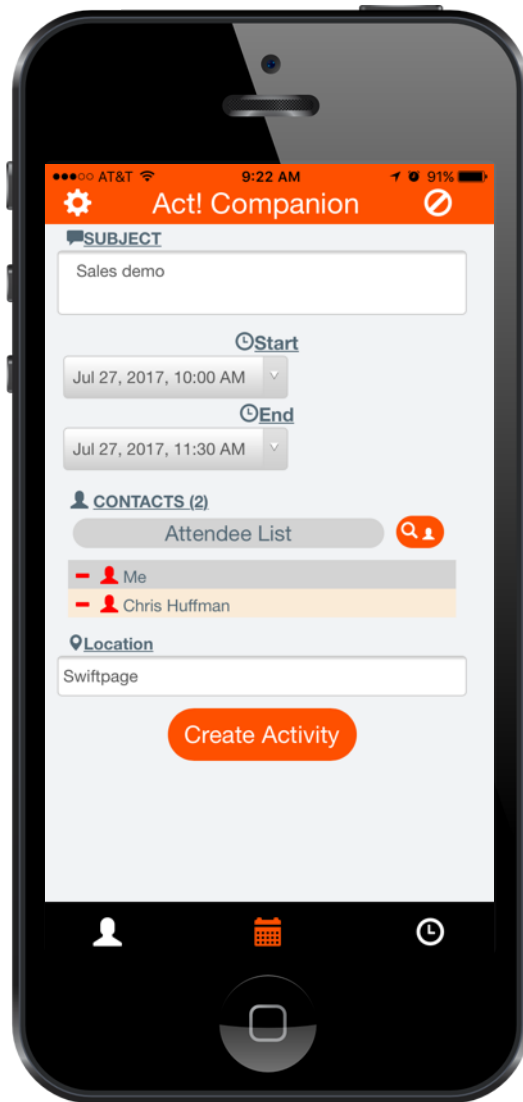 AT&T 9:22 AM 91%
Act! Companion
SUBJECT
Sales demo
Start
Jul 27, 2017, 10:00 AM
End
Jul 27, 2017, 11:30 AM
CONTACTS (2)
Attendee List
Me
Chris Huffman
Location
Swiftpage
Create Activity